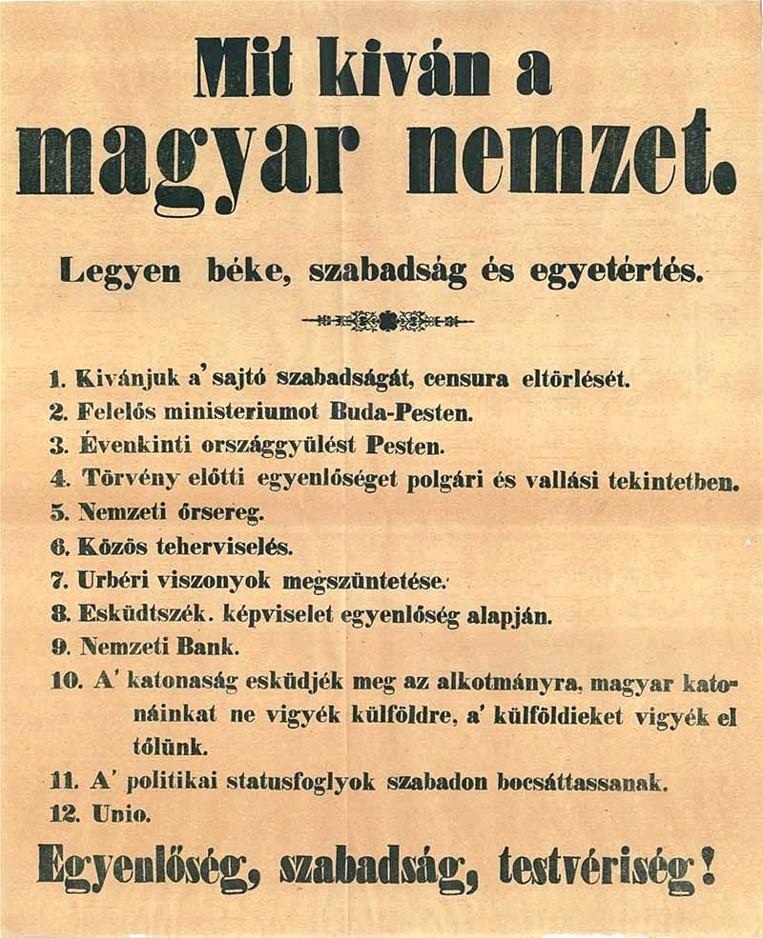 Mit kiván a
magyar nemzet.
Legyen béke, szabadság és egyetértés.
1. Kivánjuk a' sajtó szabadságát, censura eltörlését.
2. Felelős ministeriumot Buda-Pesten.
3. Évenkinti országgyülést Pesten.
4. Törvény előtti egyenlőséget polgári és vallási tekintetben.
5. Nemzeti őrsereg.
6. Közös teherviselés.
7. Urbéri viszonyok megszüntetése.
8. Esküdtszék. képviselet egyenlőség alapján.
9. Nemzeti Bank.
10. A' katonaság esküdjék meg az alkotmányra, magyar kato-
náinkat ne vigyék külföldre, a' külföldieket vigyék el
tőlünk.
11. A' politikai statusfoglyok szabadon bocsáttassanak.
12. Unio.
Egyenlőség, szabadság, testvériség!